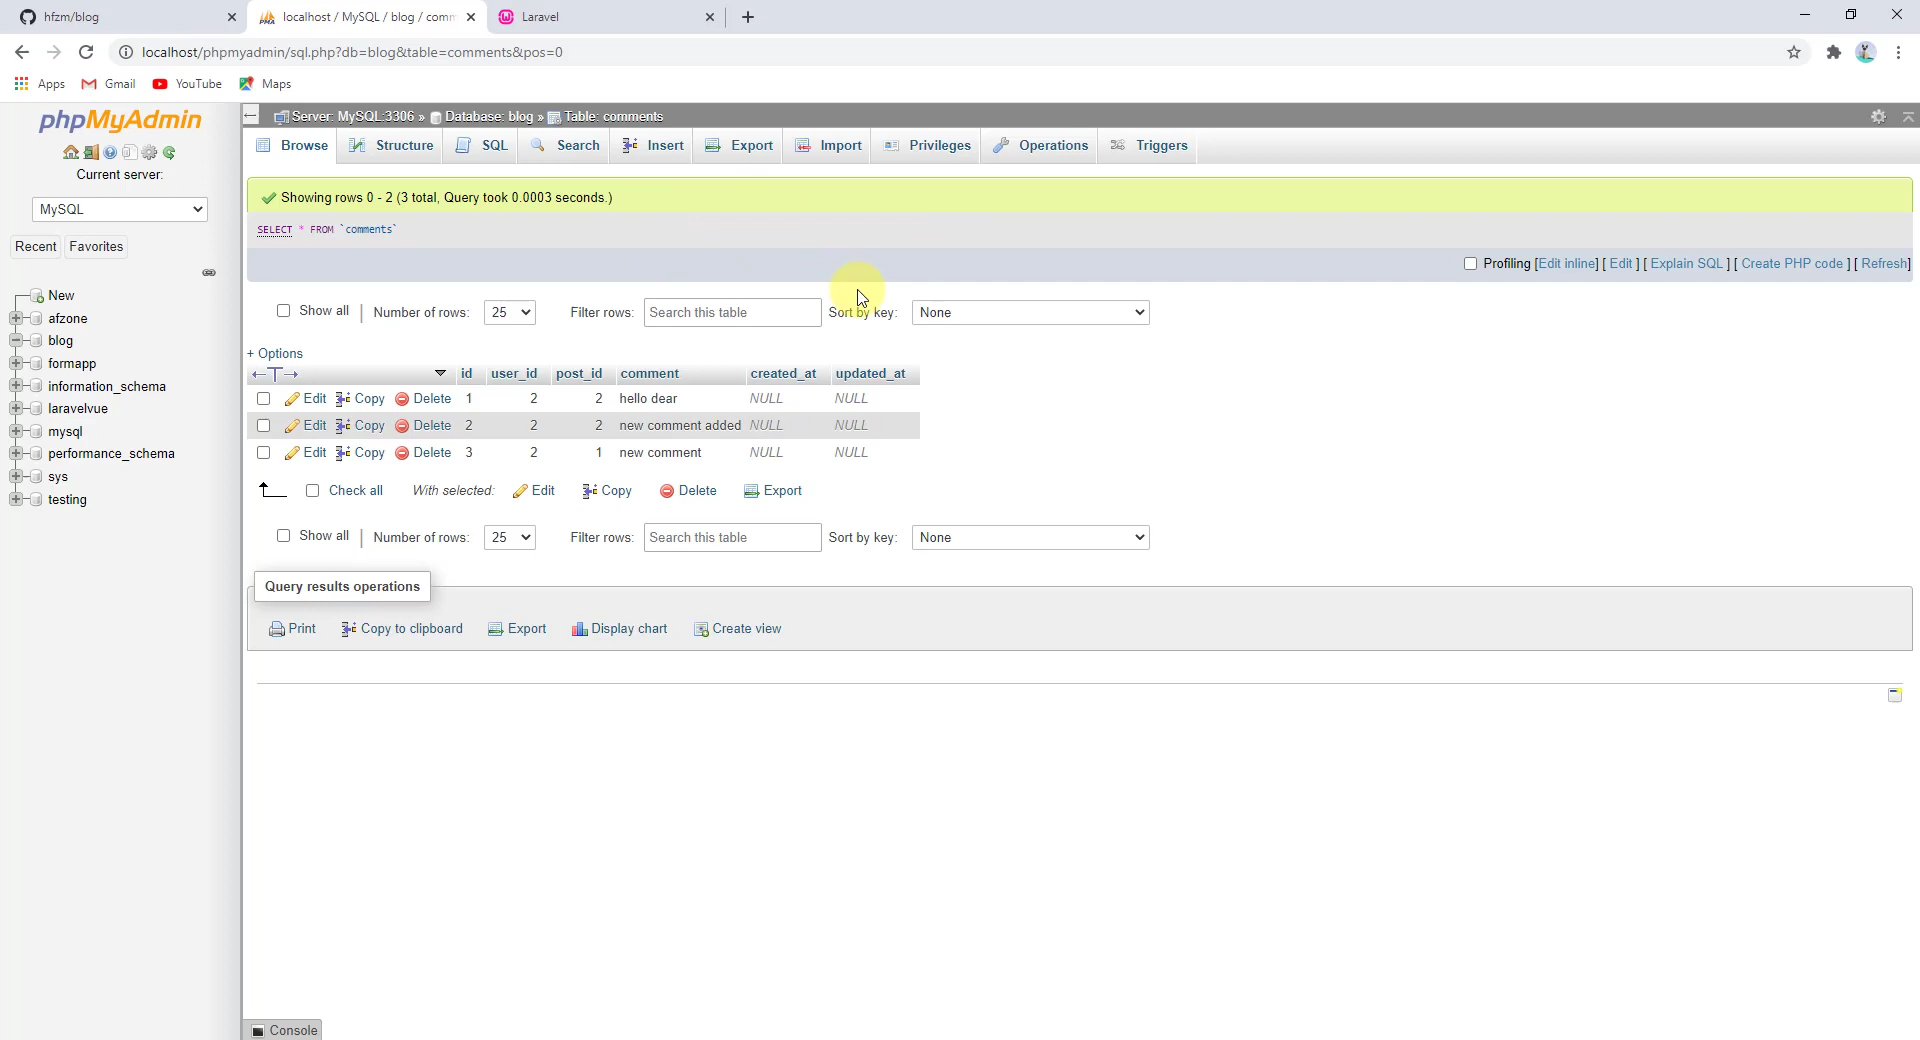 hfzm/blog
localhost / MySQL / blog / comm
Laravel
localhost/phpmyadmin/sql.php?db=blog&table=comments&pos=0
Apps Gmail YouTube Maps
phpMyAdmin
Current server:
MySQL
Recent Favorites
New
afzone
blog
formapp
information_schema
laravelvue
mysql
performance_schema
sys
testing
Server: MySQL:3306 » Database: blog » Table: comments
Browse Structure SQL Search Insert Export Import Privileges Operations Triggers
Showing rows 0 - 2 (3 total, Query took 0.0003 seconds.)
SELECT * FROM `comments`
Profiling [Edit inline] [ Edit ] [ Explain SQL ] [ Create PHP code ] [ Refresh]
Show all | Number of rows: 25 Filter rows: Search this table Sort by key: None
+ Options
←T→ id user_id post_id comment created_at updated_at
Edit Copy Delete 1 2 2 hello dear NULL NULL
Edit Copy Delete 2 2 2 new comment added NULL NULL
Edit Copy Delete 3 2 1 new comment NULL NULL
Check all With selected: Edit Copy Delete Export
Show all | Number of rows: 25 Filter rows: Search this table Sort by key: None
Query results operations
Print Copy to clipboard Export Display chart Create view
Console